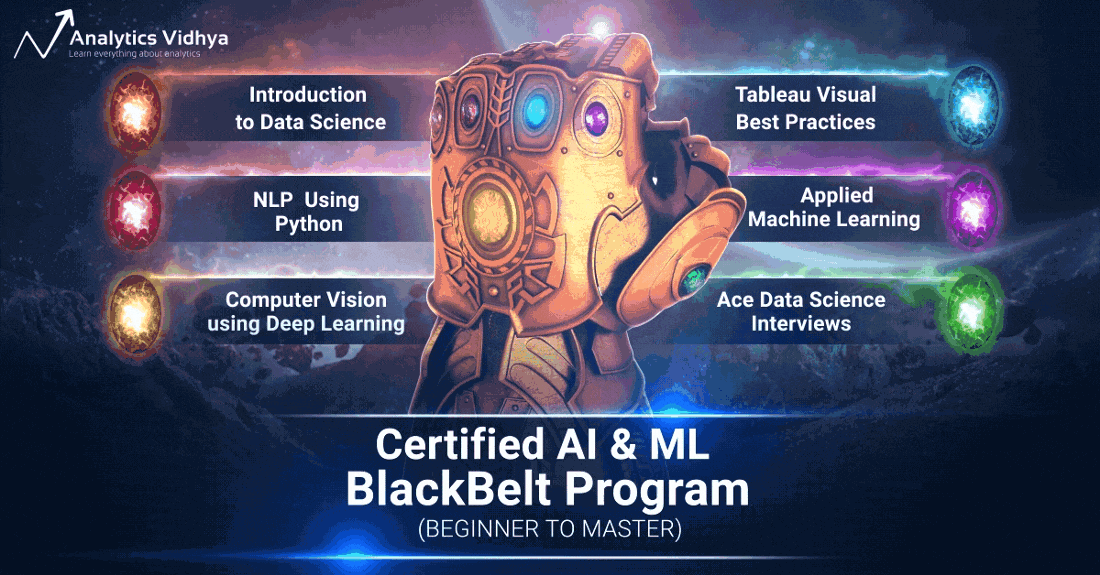 Analytics Vidhya
Learn everything about analytics
Introduction
to Data Science
NLP Using
Python
Computer Vision
using Deep Learning
Tableau Visual
Best Practices
Applied
Machine Learning
Ace Data Science
Interviews
Certified AI & ML
BlackBelt Program
(BEGINNER TO MASTER)